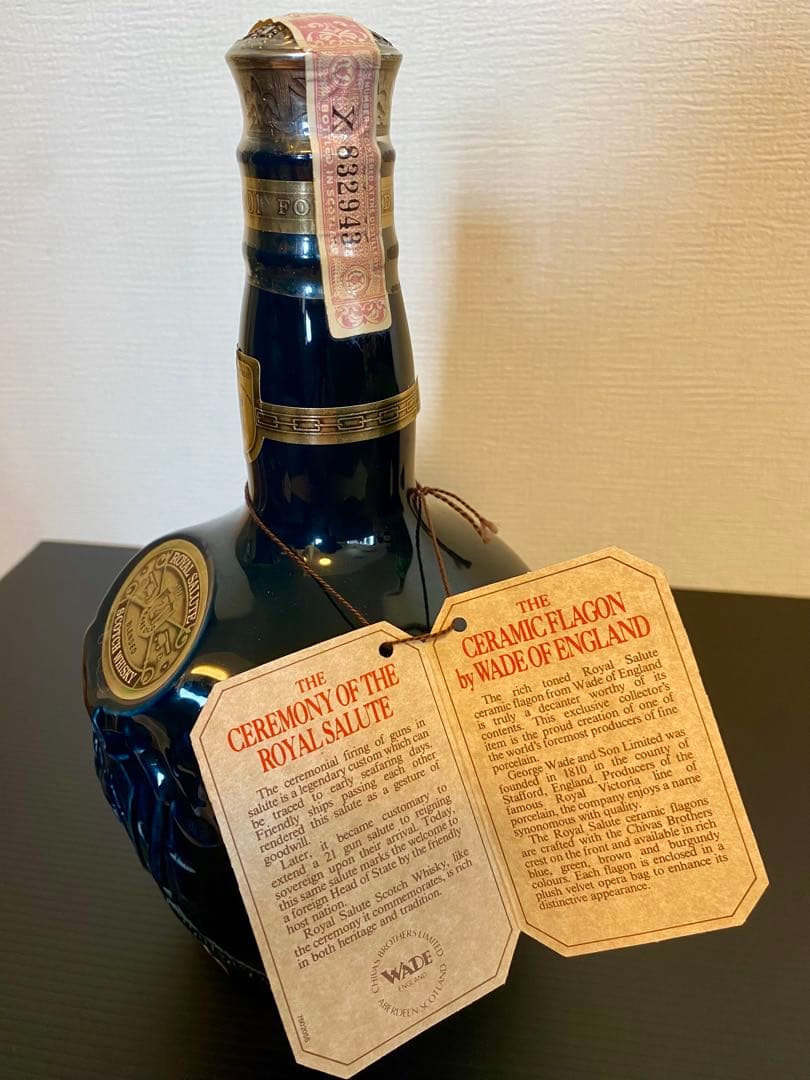 X 832943
ROYAL SALUTE
BLENDED
SCOTCH WHISKY
THE
CEREMONY OF THE
ROYAL SALUTE
The ceremonial firing of guns in
salute is a legendary custom which can
be traced to early seafaring days.
Friendly ships passing each other
rendered this salute as a gesture of
goodwill.
Later, it became customary to
extend a 21 gun salute to reigning
sovereign upon their arrival. Today,
this same salute marks the welcome to
a foreign Head of State by the friendly
host nation.
Royal Salute Scotch Whisky, like
the ceremony it commemorates, is rich
in both heritage and tradition.
CHIVAS BROTHERS LIMITED
WADE
ENGLAND
ABERDEEN SCOTLAND
THE
CERAMIC FLAGON
by WADE OF ENGLAND
The rich toned Royal Salute
ceramic flagon from Wade of England
is truly a decanter worthy of its
contents. This exclusive collector's
item is the proud creation of one of
the world's foremost producers of fine
porcelain.
George Wade and Son Limited was
founded in 1810 in the county of
Stafford, England. Producers of the
famous Royal Victoria line of
porcelain, the company enjoys a name
synonomous with quality.
The Royal Salute ceramic flagons
are crafted with the Chivas Brothers
crest on the front and available in rich
blue, green, brown and burgundy
colours. Each flagon is enclosed in a
plush velvet opera bag to enhance its
distinctive appearance.